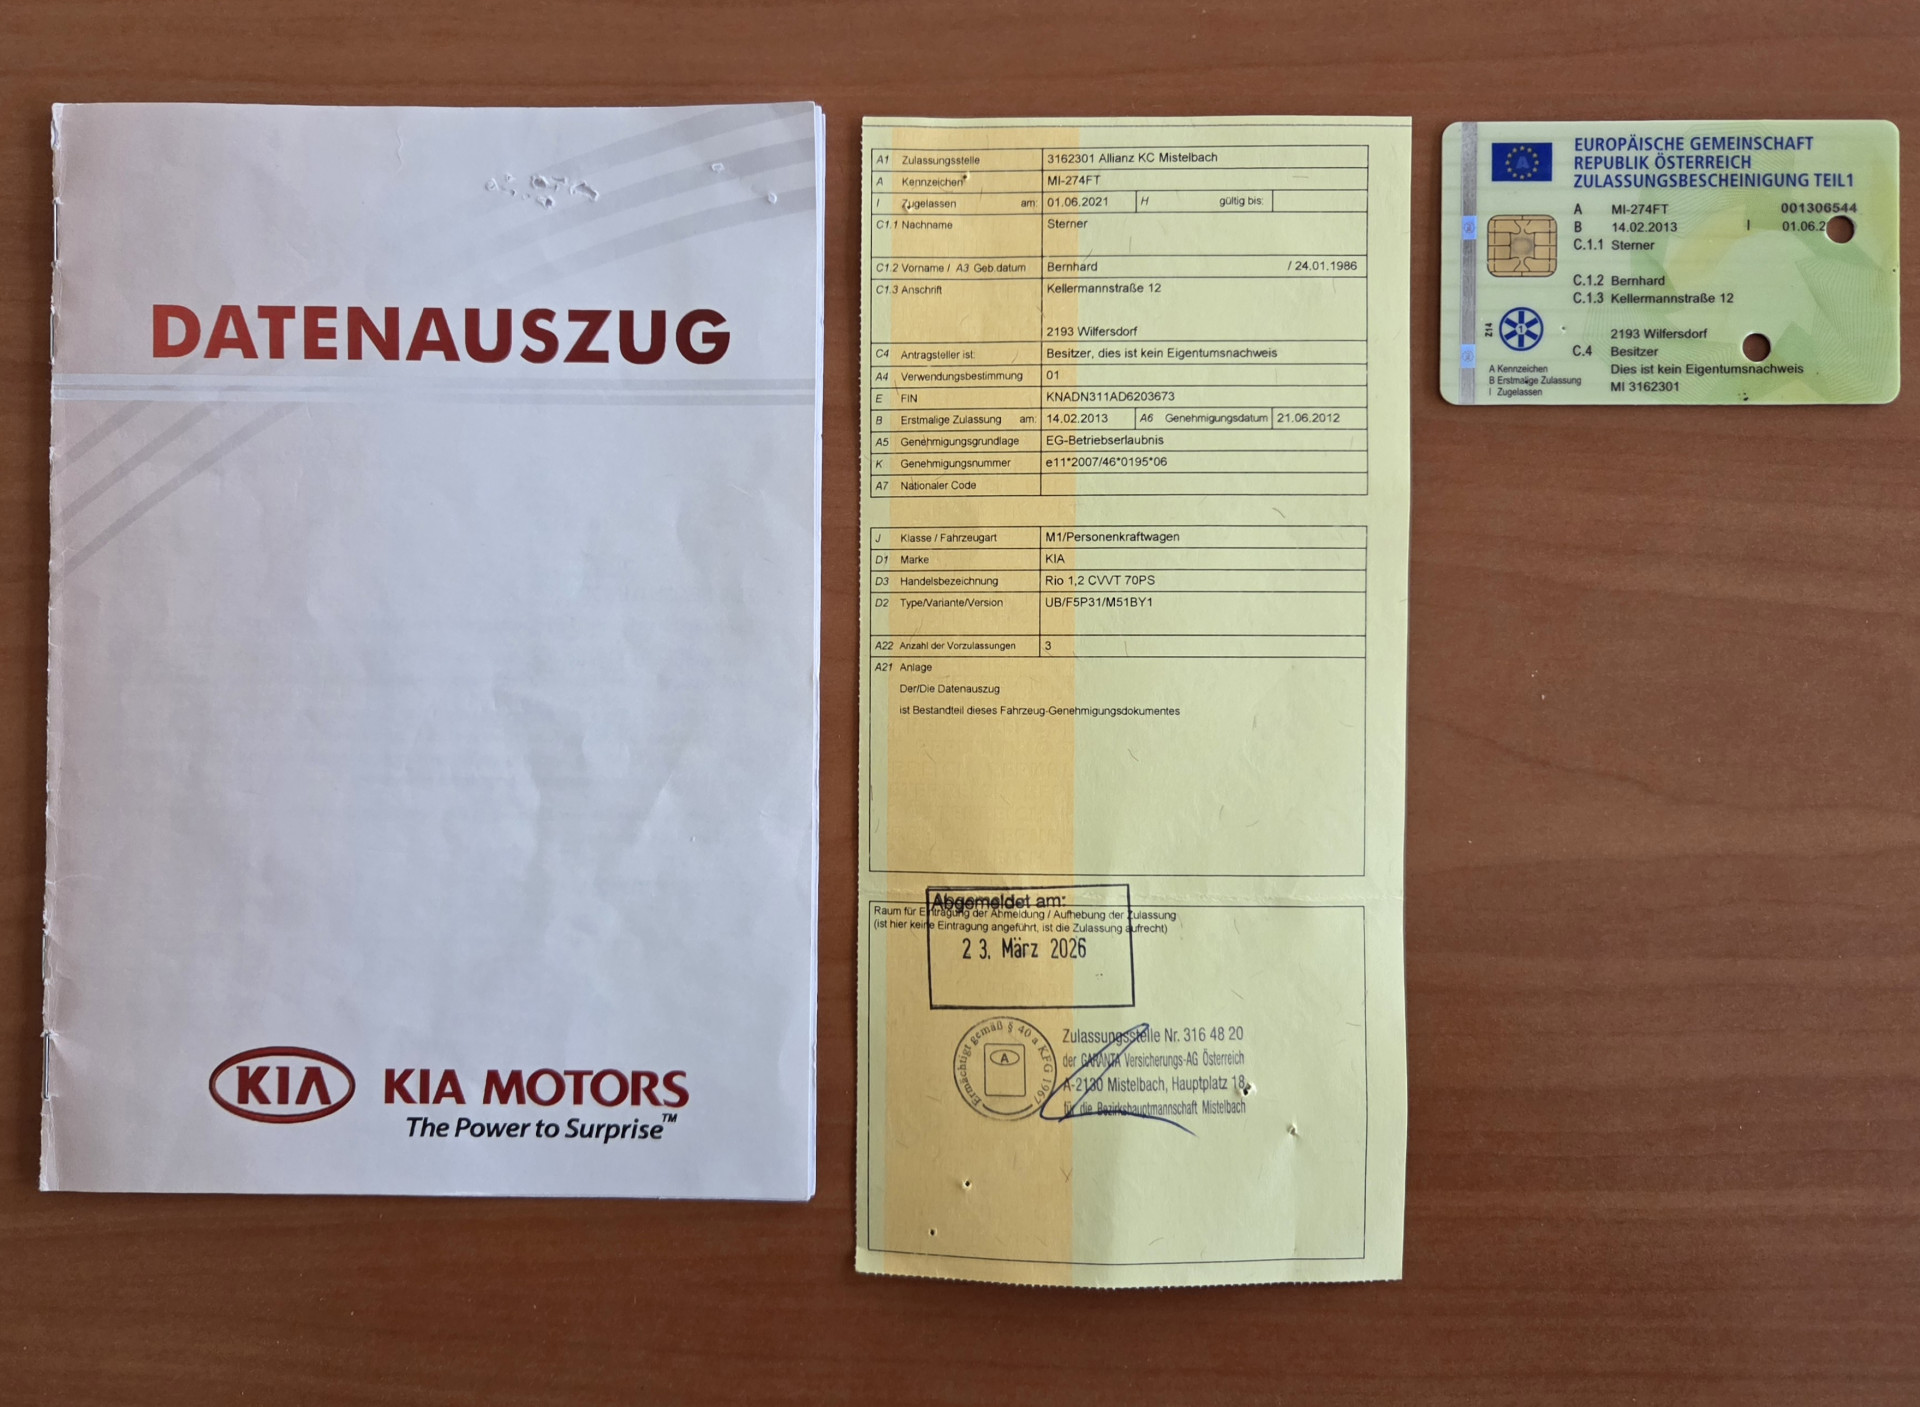 DATENAUSZUG
KIA
KIA MOTORS
The Power to Surprise™
A1 Zulassungsstelle 3162301 Allianz KC Mistelbach
A Kennzeichen MI-274FT
I Zugelassen am: 01.06.2021 H gültig bis:
C1.1 Nachname Sterner
C1.2 Vorname / A3 Geb.datum Bernhard / 24.01.1986
C1.3 Anschrift Kellermannstraße 12
2193 Wilfersdorf
C4 Antragsteller ist: Besitzer, dies ist kein Eigentumsnachweis
A4 Verwendungsbestimmung 01
E FIN KNADN311AD6203673
B Erstmalige Zulassung am: 14.02.2013 A6 Genehmigungsdatum 21.06.2012
A5 Genehmigungsgrundlage EG-Betriebserlaubnis
K Genehmigungsnummer e11*2007/46*0195*06
A7 Nationaler Code
J Klasse / Fahrzeugart M1/Personenkraftwagen
D1 Marke KIA
D3 Handelsbezeichnung Rio 1,2 CVVT 70PS
D2 Type/Variante/Version UB/F5P31/M51BY1
A22 Anzahl der Vorzulassungen 3
A21 Anlage
Der/Die Datenauszug
ist Bestandteil dieses Fahrzeug-Genehmigungsdokumentes
Abgemeldet am:
Raum für Eintragung der Abmeldung / Aufhebung der Zulassung
(ist hier keine Eintragung angeführt, ist die Zulassung aufrecht)
23. März 2026
Ermächtigt gemäß § 40 a KFG 1967
A
Zulassungsstelle Nr. 316 48 20
der GARANTA Versicherungs-AG Österreich
A-2130 Mistelbach, Hauptplatz 18,
für die Bezirkshauptmannschaft Mistelbach
EUROPÄISCHE GEMEINSCHAFT
REPUBLIK ÖSTERREICH
ZULASSUNGSBESCHEINIGUNG TEIL1
A
A MI-274FT 001306544
B 14.02.2013 I 01.06.2
C.1.1 Sterner
C.1.2 Bernhard
C.1.3 Kellermannstraße 12
Z14
1
2193 Wilfersdorf
C.4 Besitzer
Dies ist kein Eigentumsnachweis
MI 3162301
A Kennzeichen
B Erstmalige Zulassung
I Zugelassen